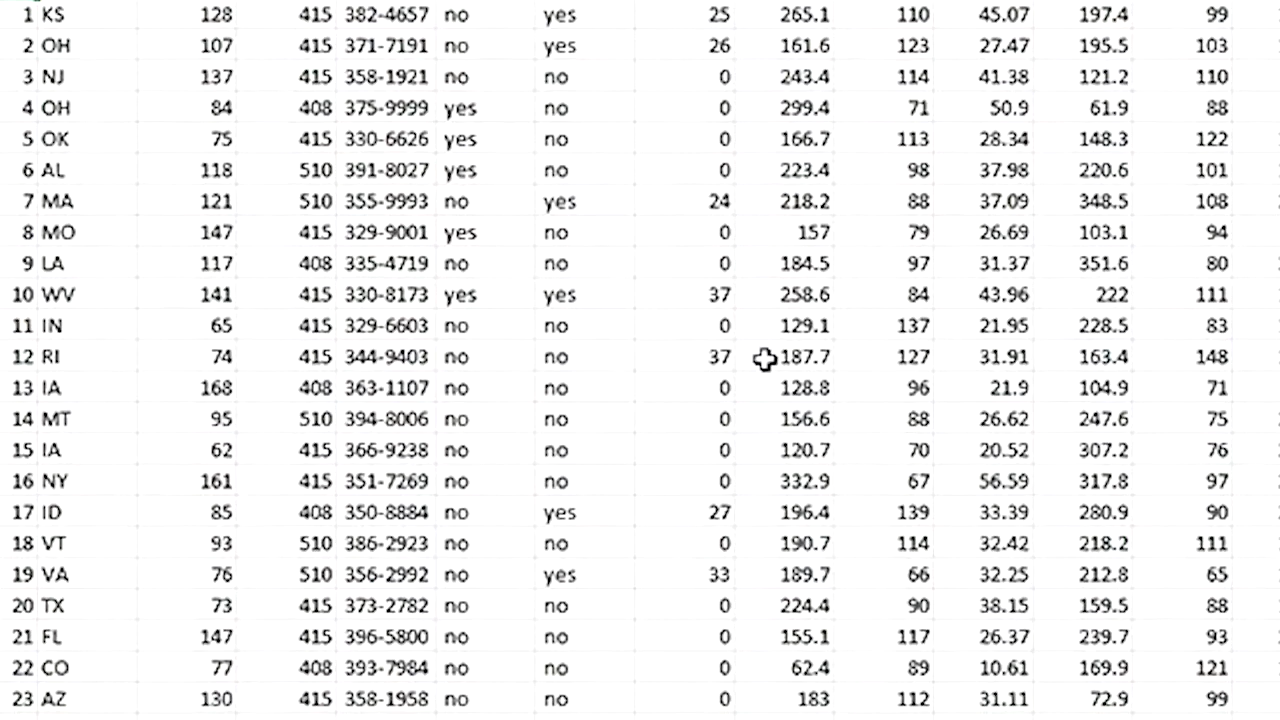 1 KS 128 415 382-4657 no yes 25 265.1 110 45.07 197.4 99
2 OH 107 415 371-7191 no yes 26 161.6 123 27.47 195.5 103
3 NJ 137 415 358-1921 no no 0 243.4 114 41.38 121.2 110
4 OH 84 408 375-9999 yes no 0 299.4 71 50.9 61.9 88
5 OK 75 415 330-6626 yes no 0 166.7 113 28.34 148.3 122
6 AL 118 510 391-8027 yes no 0 223.4 98 37.98 220.6 101
7 MA 121 510 355-9993 no yes 24 218.2 88 37.09 348.5 108
8 MO 147 415 329-9001 yes no 0 157 79 26.69 103.1 94
9 LA 117 408 335-4719 no no 0 184.5 97 31.37 351.6 80
10 WV 141 415 330-8173 yes yes 37 258.6 84 43.96 222 111
11 IN 65 415 329-6603 no no 0 129.1 137 21.95 228.5 83
12 RI 74 415 344-9403 no no 37 187.7 127 31.91 163.4 148
13 IA 168 408 363-1107 no no 0 128.8 96 21.9 104.9 71
14 MT 95 510 394-8006 no no 0 156.6 88 26.62 247.6 75
15 IA 62 415 366-9238 no no 0 120.7 70 20.52 307.2 76
16 NY 161 415 351-7269 no no 0 332.9 67 56.59 317.8 97
17 ID 85 408 350-8884 no yes 27 196.4 139 33.39 280.9 90
18 VT 93 510 386-2923 no no 0 190.7 114 32.42 218.2 111
19 VA 76 510 356-2992 no yes 33 189.7 66 32.25 212.8 65
20 TX 73 415 373-2782 no no 0 224.4 90 38.15 159.5 88
21 FL 147 415 396-5800 no no 0 155.1 117 26.37 239.7 93
22 CO 77 408 393-7984 no no 0 62.4 89 10.61 169.9 121
23 AZ 130 415 358-1958 no no 0 183 112 31.11 72.9 99